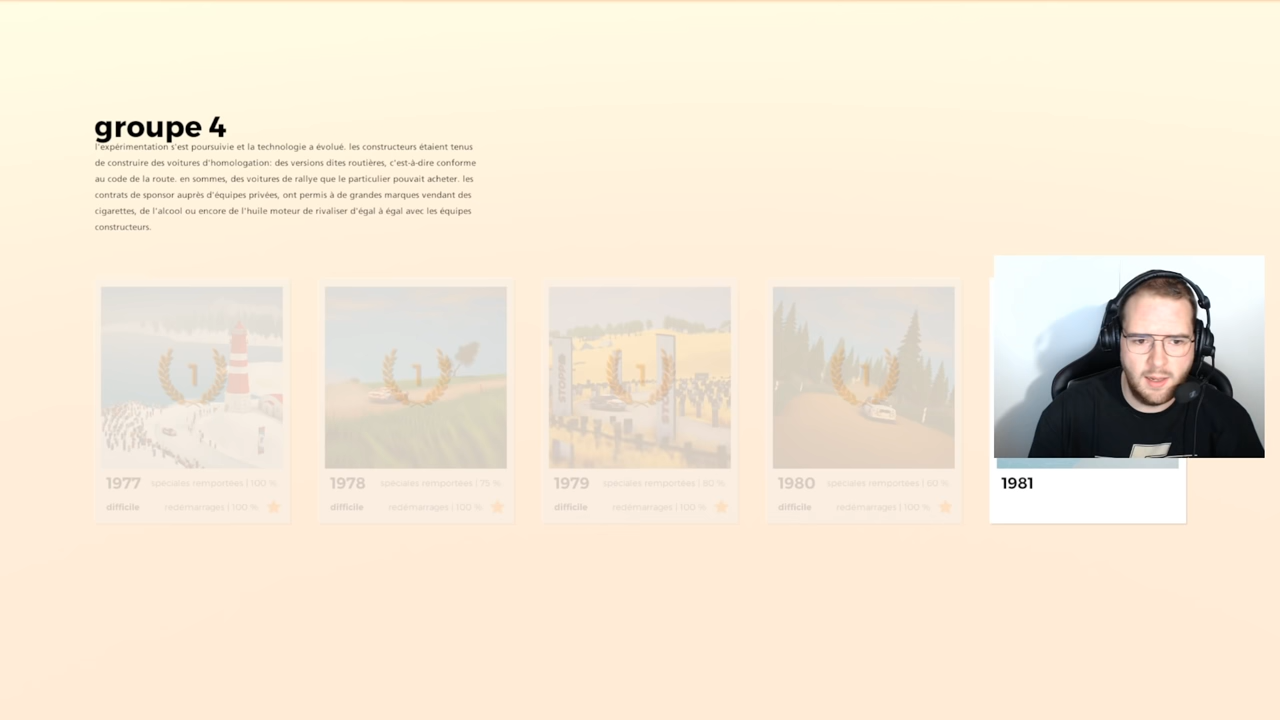 groupe 4
l'expérimentation s'est poursuivie et la technologie a évolué. les constructeurs étaient tenus
de construire des voitures d'homologation: des versions dites routières, c'est-à-dire conforme
au code de la route. en sommes, des voitures de rallye que le particulier pouvait acheter. les
contrats de sponsor auprès d'équipes privées, ont permis à de grandes marques vendant des
cigarettes, de l'alcool ou encore de l'huile moteur de rivaliser d'égal à égal avec les équipes
constructeurs.
1
1
1
1
1977 spéciales remportées | 100 %
difficile redémarrages | 100 %
1978 spéciales remportées | 75 %
difficile redémarrages | 100 %
1979 spéciales remportées | 80 %
difficile redémarrages | 100 %
1980 spéciales remportées | 60 %
difficile redémarrages | 100 %
1981